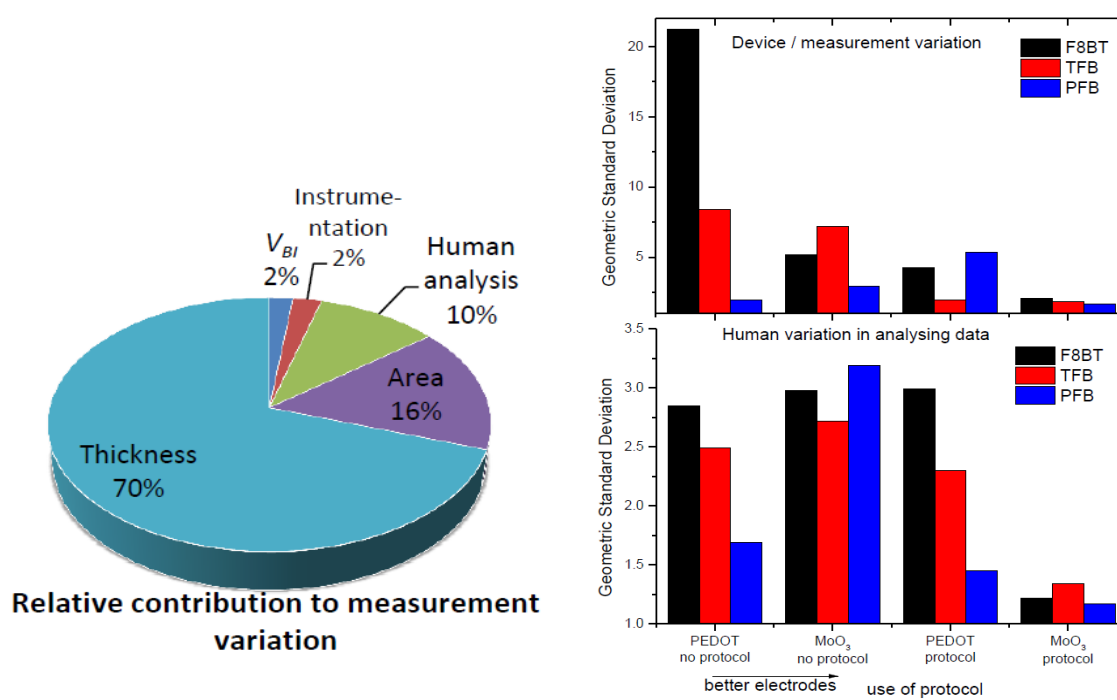 V_BI
2%
Instrume-
ntation
2%
Human
analysis
10%
Area
16%
Thickness
70%
Relative contribution to measurement
variation
Device / measurement variation
F8BT
TFB
PFB
Geometric Standard Deviation
20
15
10
5
Human variation in analysing data
F8BT
TFB
PFB
Geometric Standard Deviation
3.5
3.0
2.5
2.0
1.5
1.0
PEDOT
no protocol
MoO₃
no protocol
PEDOT
protocol
MoO₃
protocol
better electrodes
use of protocol